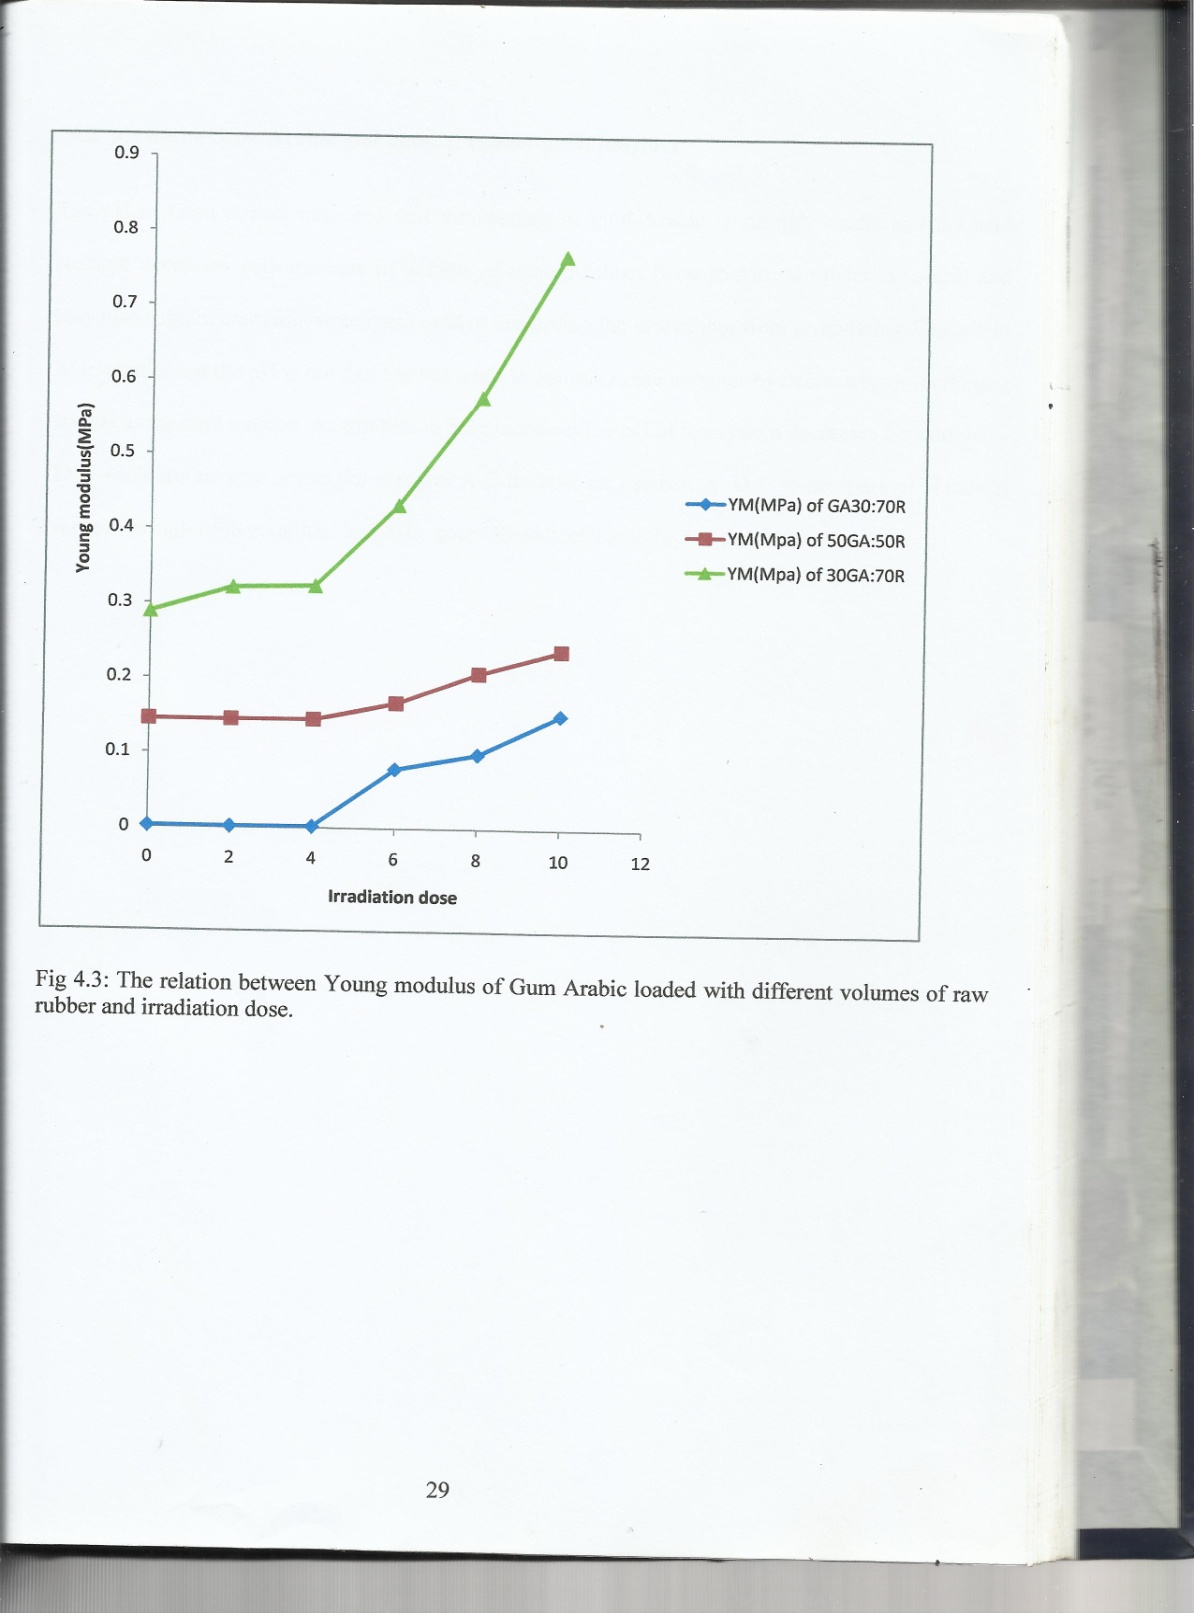 0.9
0.8
0.7
0.6
0.5
0.4
0.3
0.2
0.1
0
Young modulus(MPa)
0 2 4 6 8 10 12
Irradiation dose
YM(MPa) of GA30:70R
YM(Mpa) of 50GA:50R
YM(Mpa) of 30GA:70R
Fig 4.3: The relation between Young modulus of Gum Arabic loaded with different volumes of raw
rubber and irradiation dose.
29